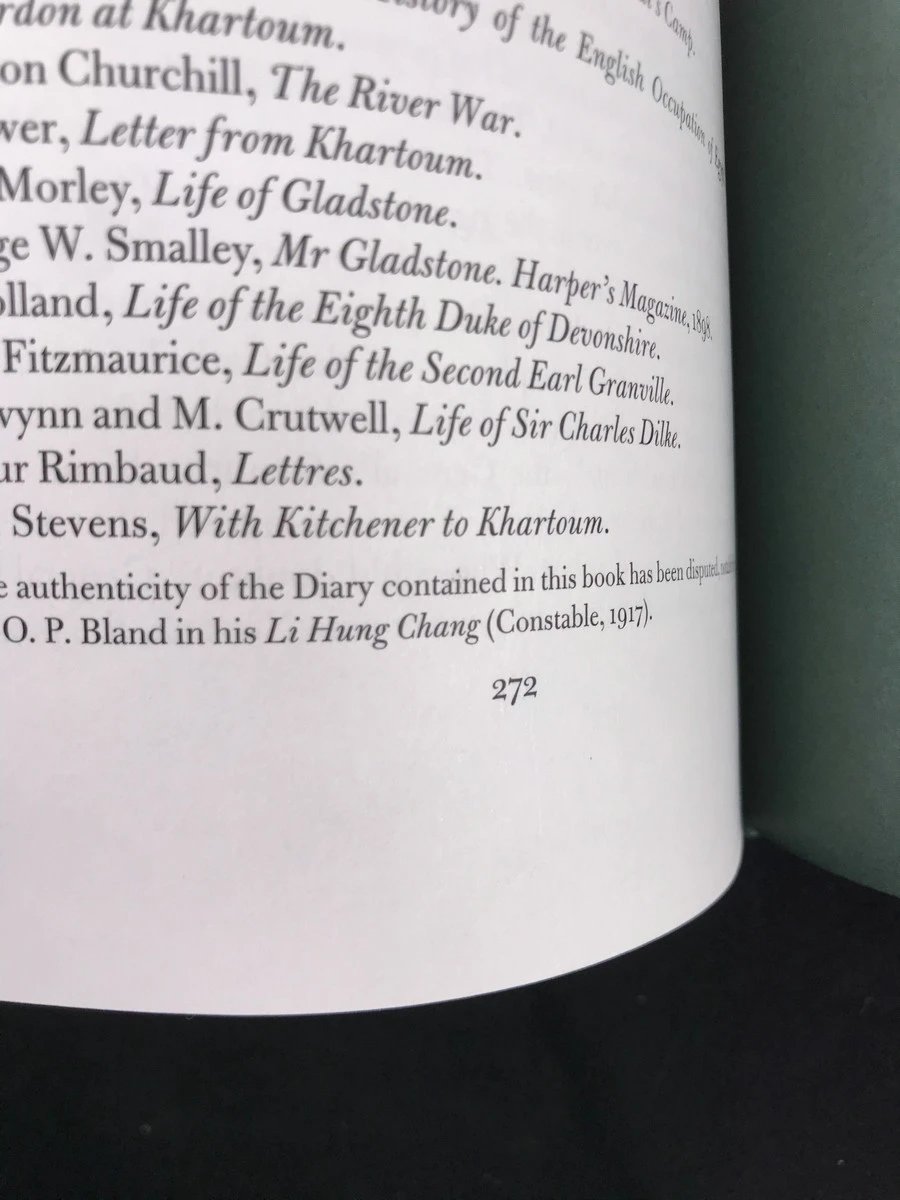 's Camp.
istory of the English Occupation of Egypt
rdon at Khartoum.
on Churchill, The River War.
wer, Letter from Khartoum.
Morley, Life of Gladstone.
ge W. Smalley, Mr Gladstone. Harper's Magazine, 1898.
olland, Life of the Eighth Duke of Devonshire.
Fitzmaurice, Life of the Second Earl Granville.
wynn and M. Crutwell, Life of Sir Charles Dilke.
ur Rimbaud, Lettres.
Stevens, With Kitchener to Khartoum.
e authenticity of the Diary contained in this book has been disputed,
O. P. Bland in his Li Hung Chang (Constable, 1917).
272